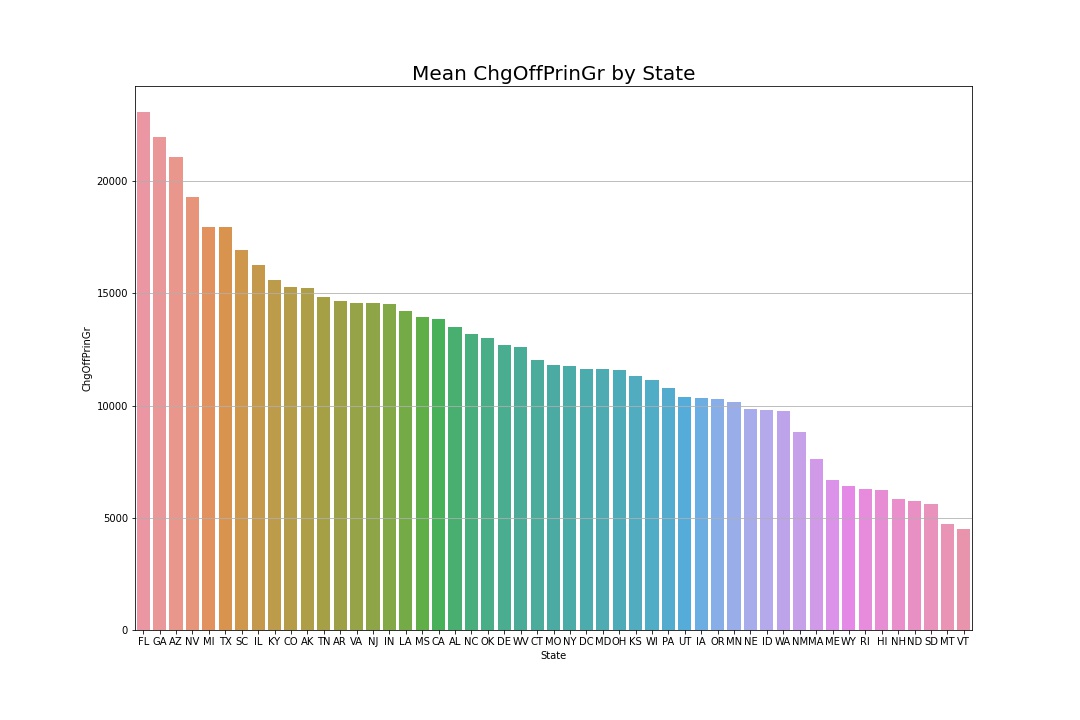 Mean ChgOffPrinGr by State
20000
15000
10000
5000
0
ChgOffPrinGr
FL GA AZ NV MI TX SC IL KY CO AK TN AR VA NJ IN LA MS CA AL NC OK DE WV CT MO NY DC MD OH KS WI PA UT IA OR MN NE ID WA NM MA ME WY RI HI NH ND SD MT VT
State